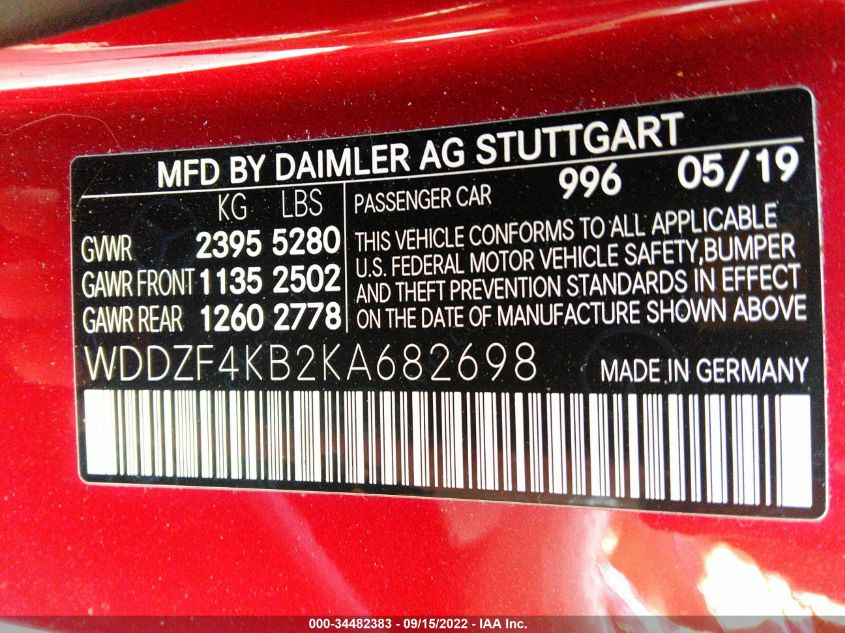 MFD BY DAIMLER AG STUTTGART
KG LBS
GVWR 2395 5280
GAWR FRONT 1135 2502
GAWR REAR 1260 2778
PASSENGER CAR 996 05/19
THIS VEHICLE CONFORMS TO ALL APPLICABLE
U.S. FEDERAL MOTOR VEHICLE SAFETY,BUMPER
AND THEFT PREVENTION STANDARDS IN EFFECT
ON THE DATE OF MANUFACTURE SHOWN ABOVE
WDDZF4KB2KA682698 MADE IN GERMANY
000-34482383 - 09/15/2022 - IAA Inc.